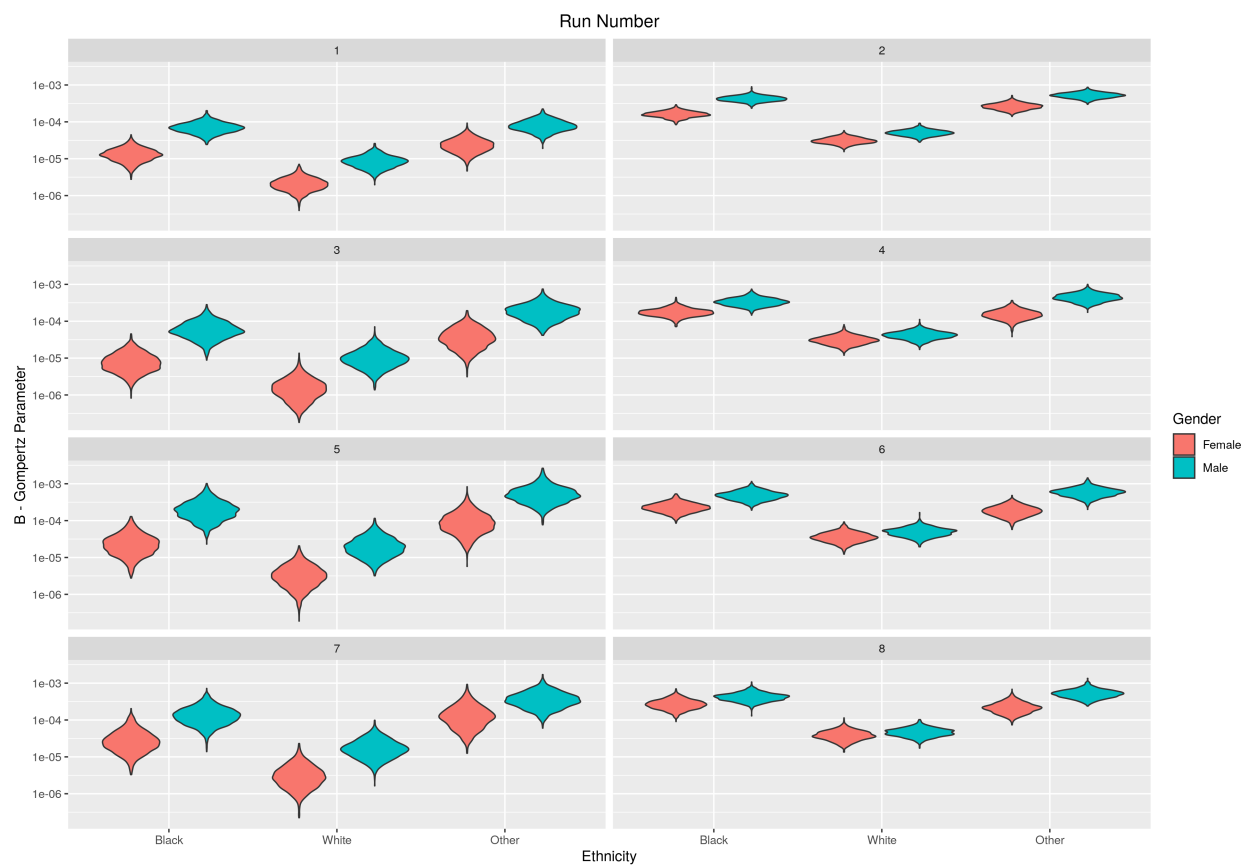 Run Number
1
2
1e-03
1e-04
1e-05
1e-06
3
4
1e-03
1e-04
1e-05
1e-06
5
6
1e-03
1e-04
1e-05
1e-06
7
8
1e-03
1e-04
1e-05
1e-06
B - Gompertz Parameter
Black White Other Black White Other
Ethnicity
Gender
Female
Male